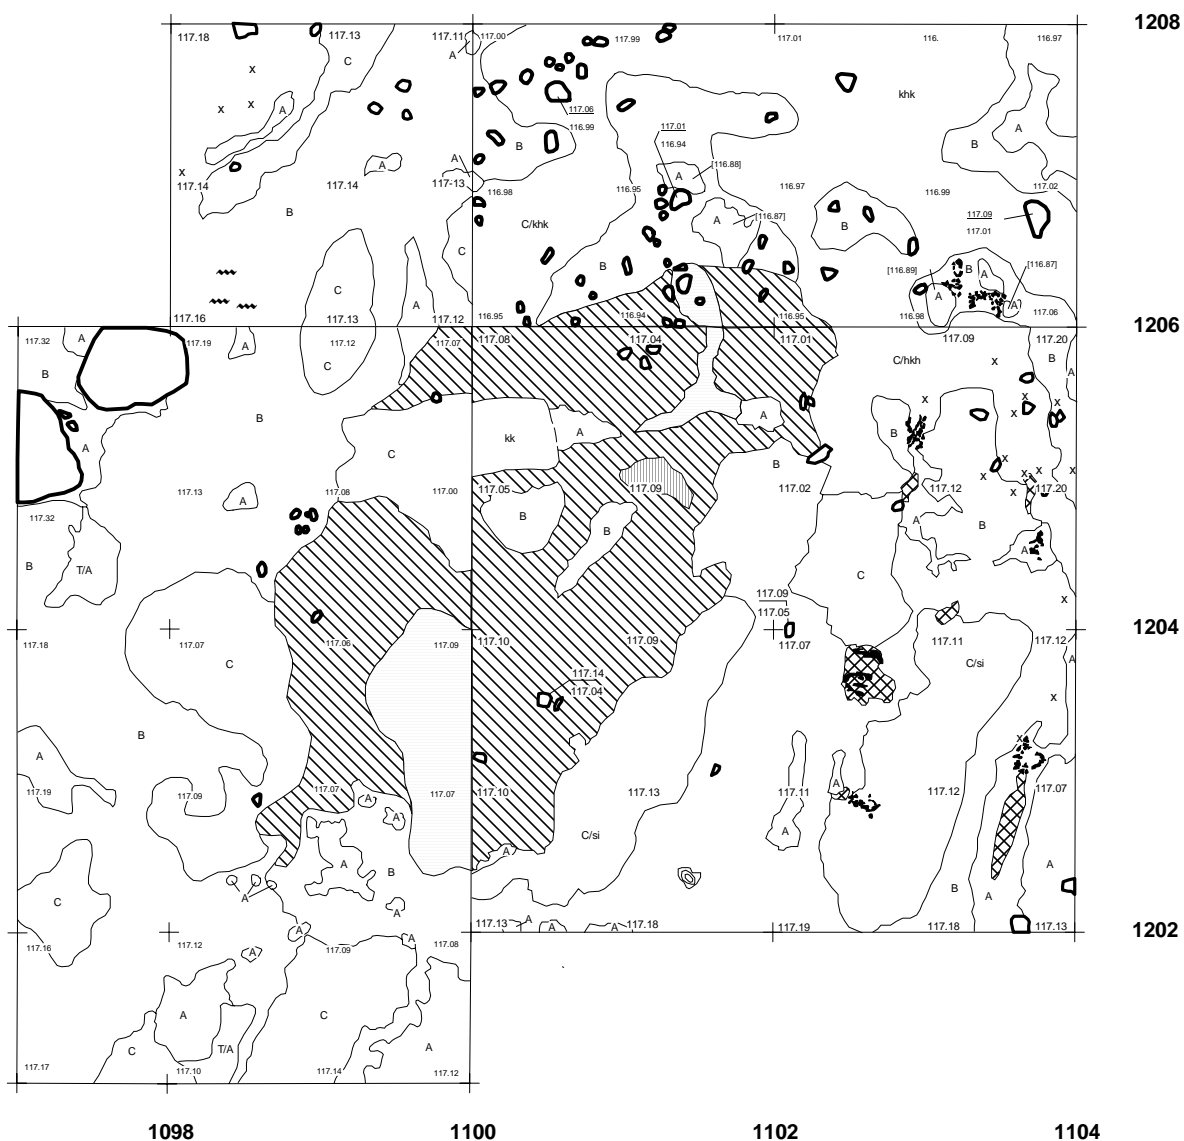 1208
117.18 117.13 117.11 117.00 117.99 117.01 116. 116.97
A
C
x
khk
x x A
117.06
116.99
117.01
116.94
A
B
B
A A
[116.88]
x
A
117.14 117.14 117-13 116.98 116.95 116.97 116.99 117.02
B
C/khk
A
[116.87]
B
117.09
117.01
C
B
[116.89] B A [116.87]
C
A
A A
117.16 117.13 117.12 116.95 116.94 116.95 116.98 117.06
1206
117.32 A 117.19 A 117.12 117.07 117.08 117.04 117.01 117.09 117.20
C/hkh x B
B
C
A
x x
A
x x
B
kk A B
A
C
B
x
117.13 A 117.08 117.00 117.05 117.09 117.02 117.12 x x x x 117.20
x
117.32
B
B
A
B
A
B T/A
C
117.09
117.05
x
1204
117.18 117.07 117.06 117.09 117.10 117.09 117.07 117.11 117.12
C
C/si
A
117.14
117.04
x
B
x
A
117.19 117.09 117.07 117.07 117.10 117.13 117.11 A 117.12 117.07
A
A
C/si
A
A
A
B
A
B
A
A
C
A
A 117.13 A 117.18 117.19 117.18 117.13
A A
1202
117.16 117.12 A 117.09 A 117.08
A
C
C T/A A
117.17 117.10 117.14 117.12
1098 1100 1102 1104